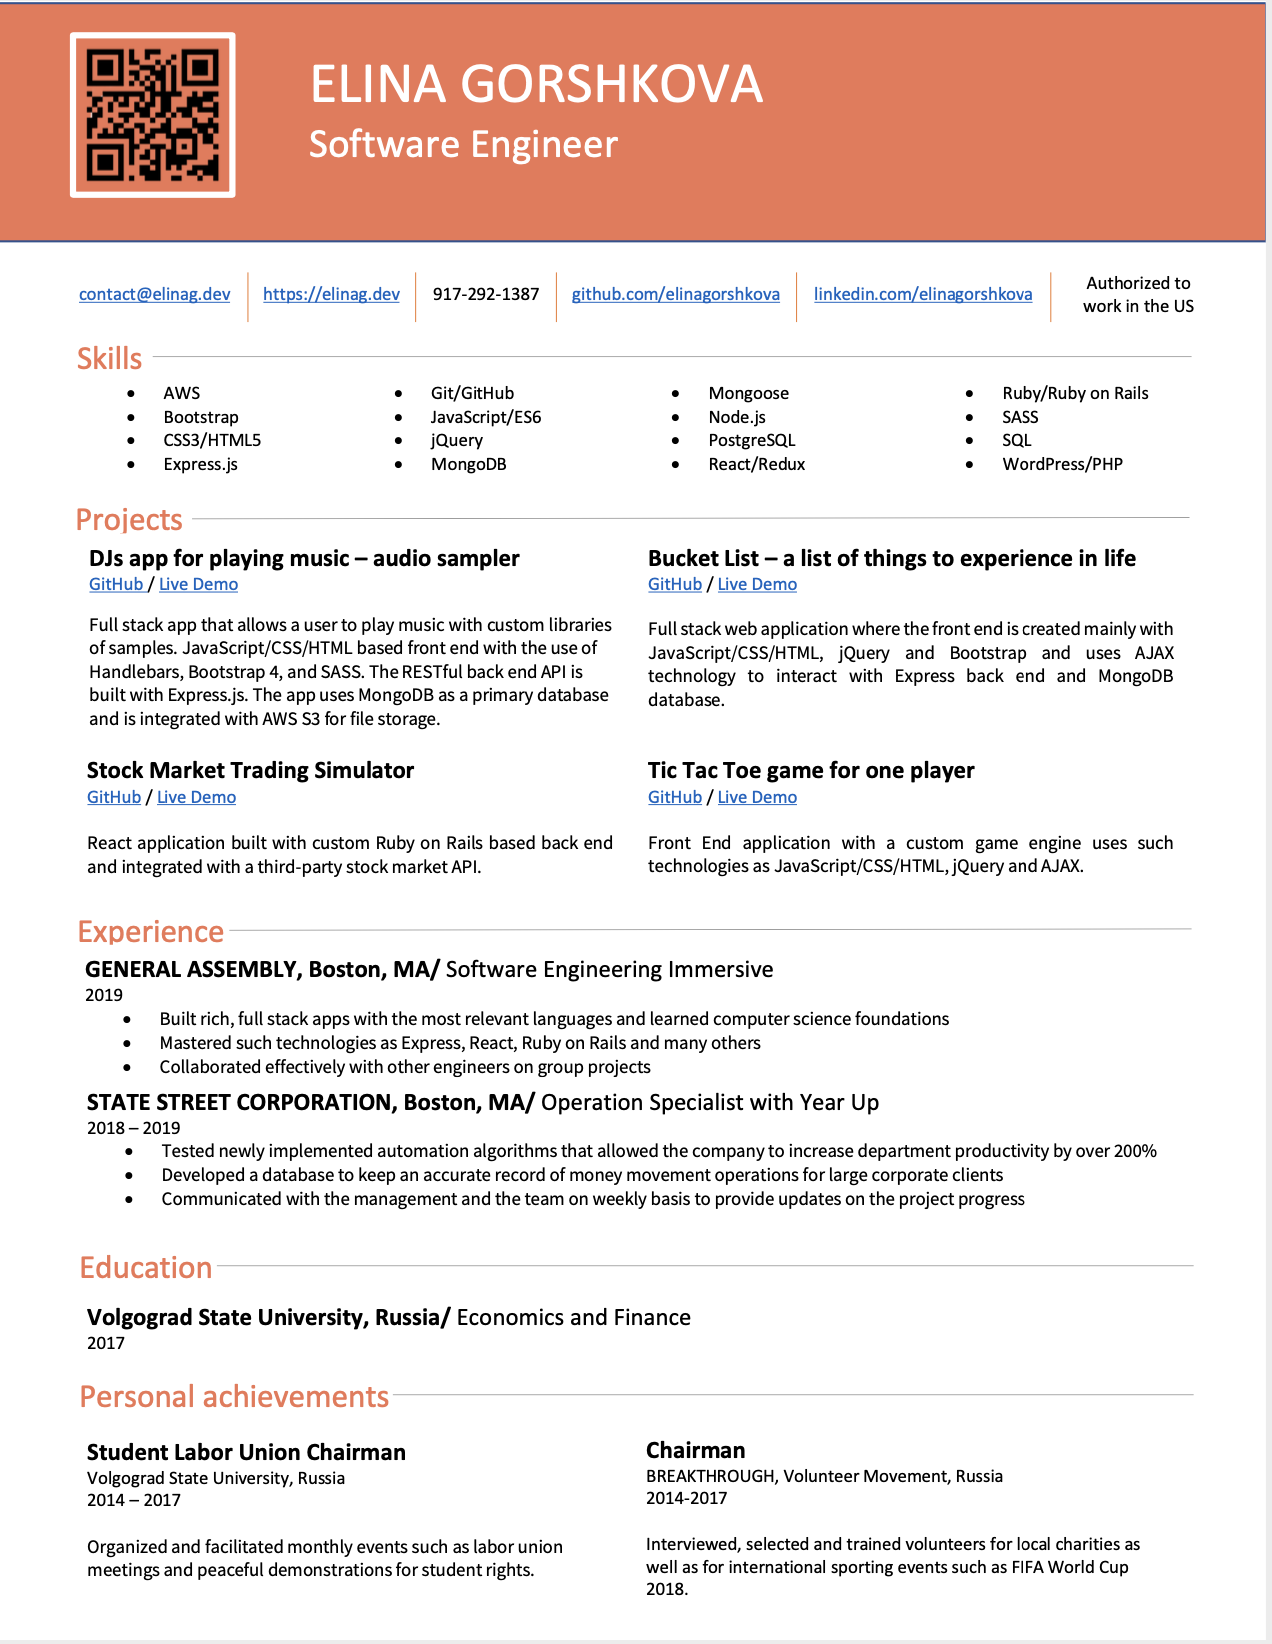 ELINA GORSHKOVA
Software Engineer
contact@elinag.dev
https://elinag.dev
917-292-1387
github.com/elinagorshkova
linkedin.com/elinagorshkova
Authorized to
work in the US
Skills
• AWS
• Bootstrap
• CSS3/HTML5
• Express.js
• Git/GitHub
• JavaScript/ES6
• jQuery
• MongoDB
• Mongoose
• Node.js
• PostgreSQL
• React/Redux
• Ruby/Ruby on Rails
• SASS
• SQL
• WordPress/PHP
Projects
DJs app for playing music – audio sampler
GitHub / Live Demo
Full stack app that allows a user to play music with custom libraries
of samples. JavaScript/CSS/HTML based front end with the use of
Handlebars, Bootstrap 4, and SASS. The RESTful back end API is
built with Express.js. The app uses MongoDB as a primary database
and is integrated with AWS S3 for file storage.
Bucket List – a list of things to experience in life
GitHub / Live Demo
Full stack web application where the front end is created mainly with
JavaScript/CSS/HTML, jQuery and Bootstrap and uses AJAX
technology to interact with Express back end and MongoDB
database.
Stock Market Trading Simulator
GitHub / Live Demo
React application built with custom Ruby on Rails based back end
and integrated with a third-party stock market API.
Tic Tac Toe game for one player
GitHub / Live Demo
Front End application with a custom game engine uses such
technologies as JavaScript/CSS/HTML, jQuery and AJAX.
Experience
GENERAL ASSEMBLY, Boston, MA/ Software Engineering Immersive
2019
• Built rich, full stack apps with the most relevant languages and learned computer science foundations
• Mastered such technologies as Express, React, Ruby on Rails and many others
• Collaborated effectively with other engineers on group projects
STATE STREET CORPORATION, Boston, MA/ Operation Specialist with Year Up
2018 – 2019
• Tested newly implemented automation algorithms that allowed the company to increase department productivity by over 200%
• Developed a database to keep an accurate record of money movement operations for large corporate clients
• Communicated with the management and the team on weekly basis to provide updates on the project progress
Education
Volgograd State University, Russia/ Economics and Finance
2017
Personal achievements
Student Labor Union Chairman
Volgograd State University, Russia
2014 – 2017
Organized and facilitated monthly events such as labor union
meetings and peaceful demonstrations for student rights.
Chairman
BREAKTHROUGH, Volunteer Movement, Russia
2014-2017
Interviewed, selected and trained volunteers for local charities as
well as for international sporting events such as FIFA World Cup
2018.